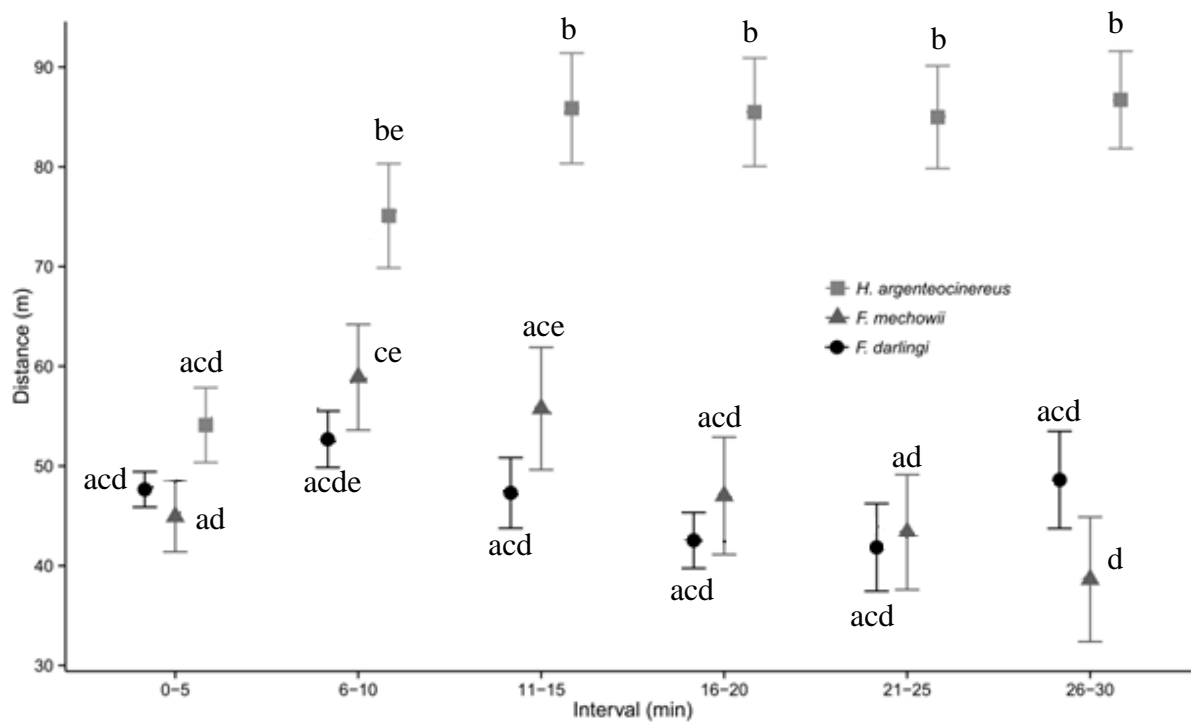 b b b b
90
be
80
70
Distance (m)
H. argenteocinereus
F. mechowii
F. darlingi
acd
60
ce
ace
acd
ad
acd
50
acd
ad
acde
acd
acd
acd
d
40
30
0–5 6–10 11–15 16–20 21–25 26–30
Interval (min)